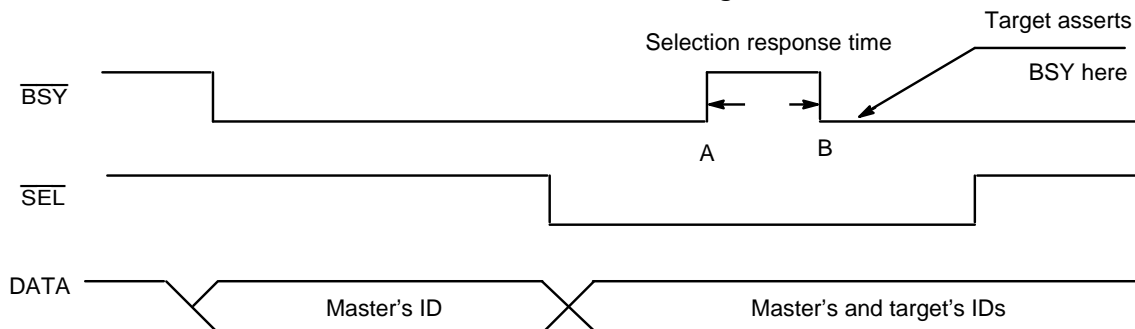 Target asserts
Selection response time
BSY here
BSY
A
B
SEL
DATA
Master's ID
Master's and target's IDs